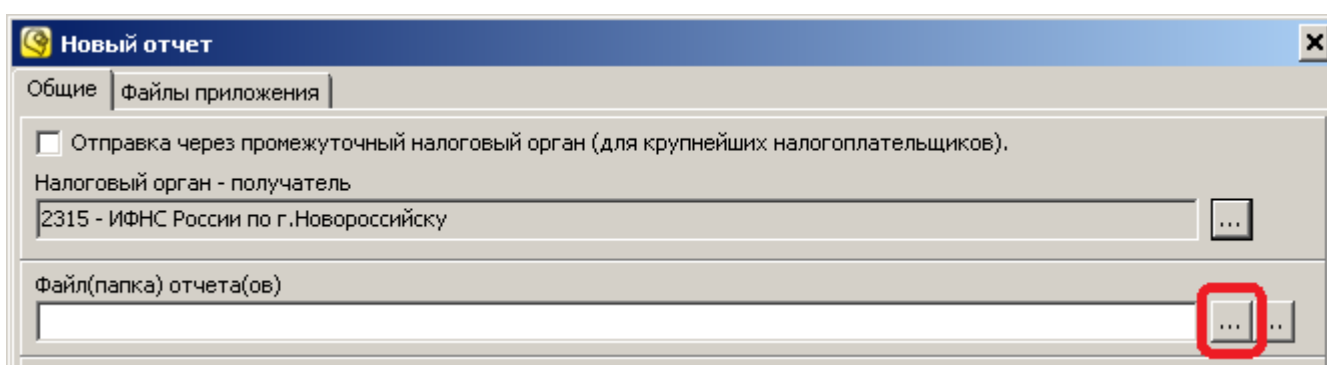 Новый отчет
Общие Файлы приложения
Отправка через промежуточный налоговый орган (для крупнейших налогоплательщиков).
Налоговый орган - получатель
2315 - ИФНС России по г.Новороссийску ...
Файл(папка) отчета(ов)
... ..